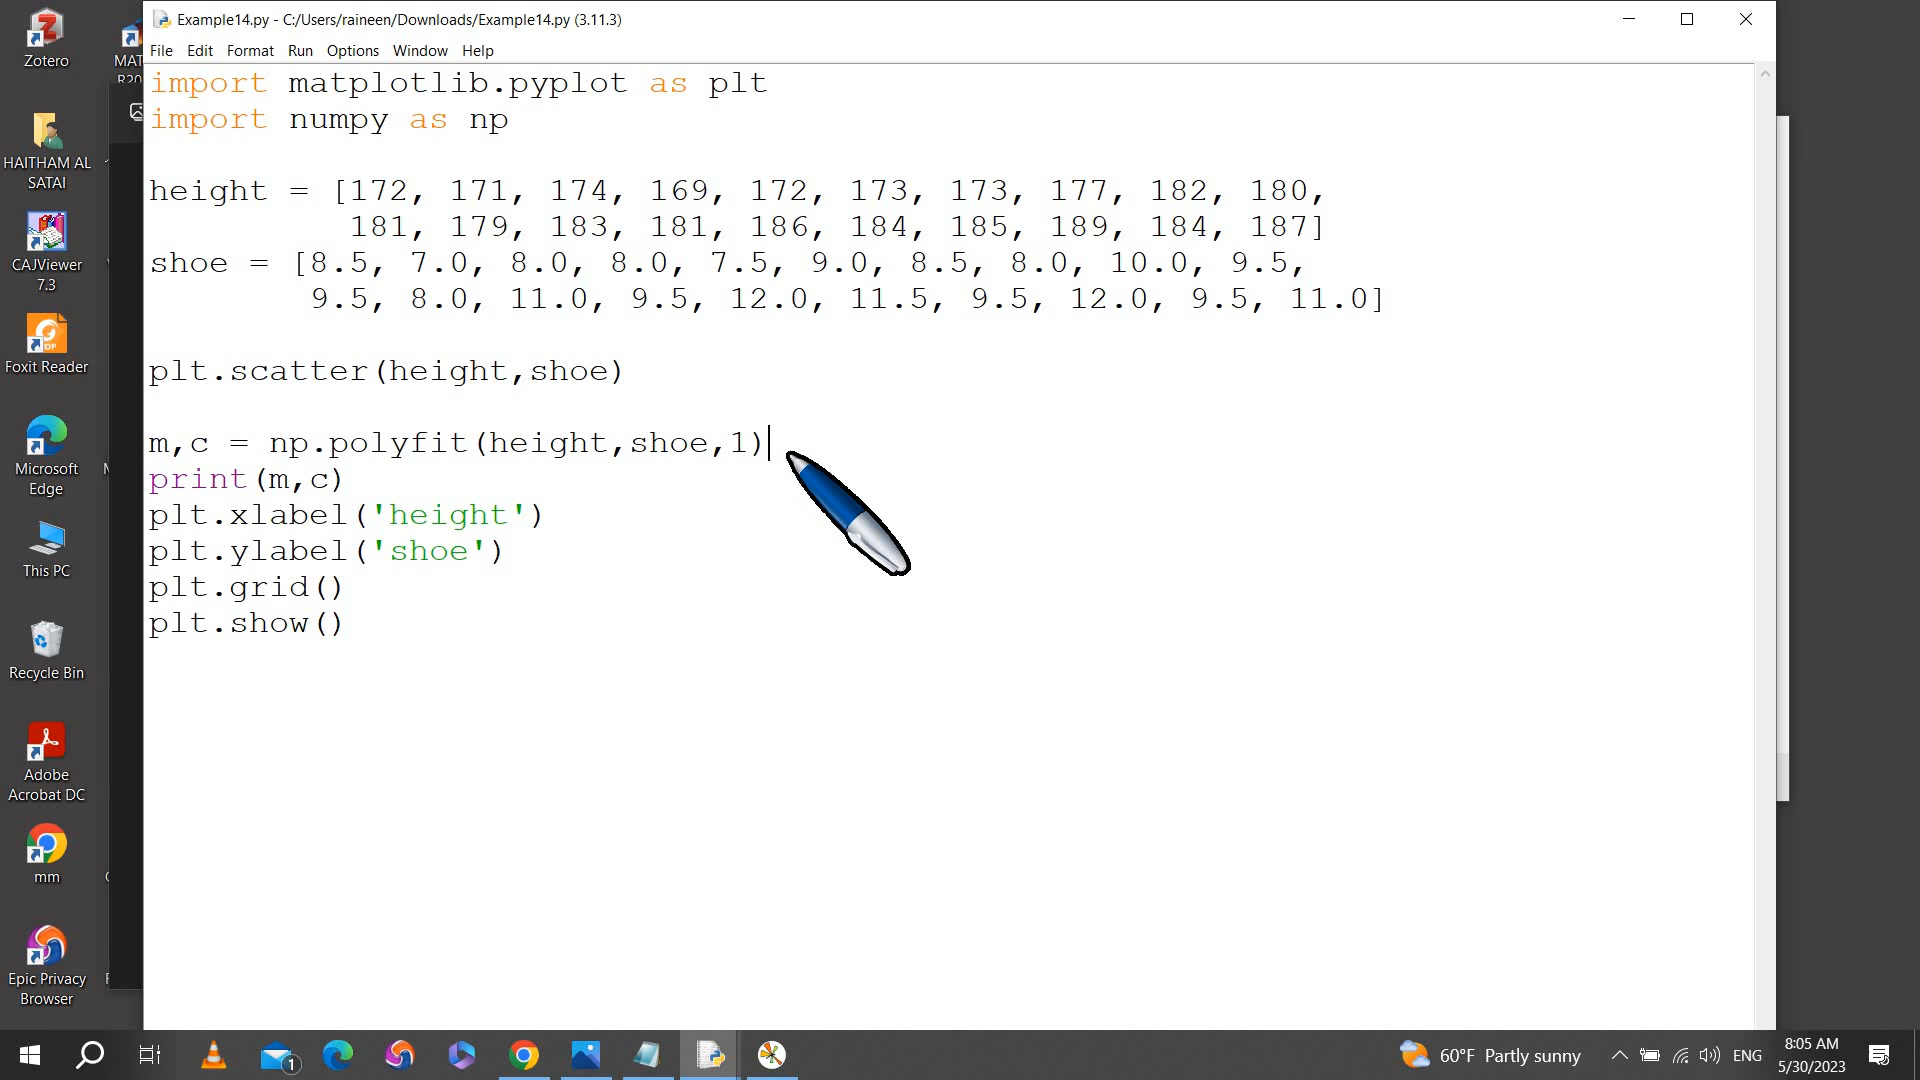 Example14.py - C:/Users/raineen/Downloads/Example14.py (3.11.3)
File Edit Format Run Options Window Help
import matplotlib.pyplot as plt
import numpy as np
height = [172, 171, 174, 169, 172, 173, 173, 177, 182, 180,
181, 179, 183, 181, 186, 184, 185, 189, 184, 187]
shoe = [8.5, 7.0, 8.0, 8.0, 7.5, 9.0, 8.5, 8.0, 10.0, 9.5,
9.5, 8.0, 11.0, 9.5, 12.0, 11.5, 9.5, 12.0, 9.5, 11.0]
plt.scatter(height,shoe)
m,c = np.polyfit(height,shoe,1)
print(m,c)
plt.xlabel('height')
plt.ylabel('shoe')
plt.grid()
plt.show()
Zotero
HAITHAM AL
SATAI
CAJViewer
7.3
Foxit Reader
Microsoft
Edge
This PC
Recycle Bin
Adobe
Acrobat DC
mm
Epic Privacy
Browser
MAT
1
60°F Partly sunny
ENG
8:05 AM
5/30/2023